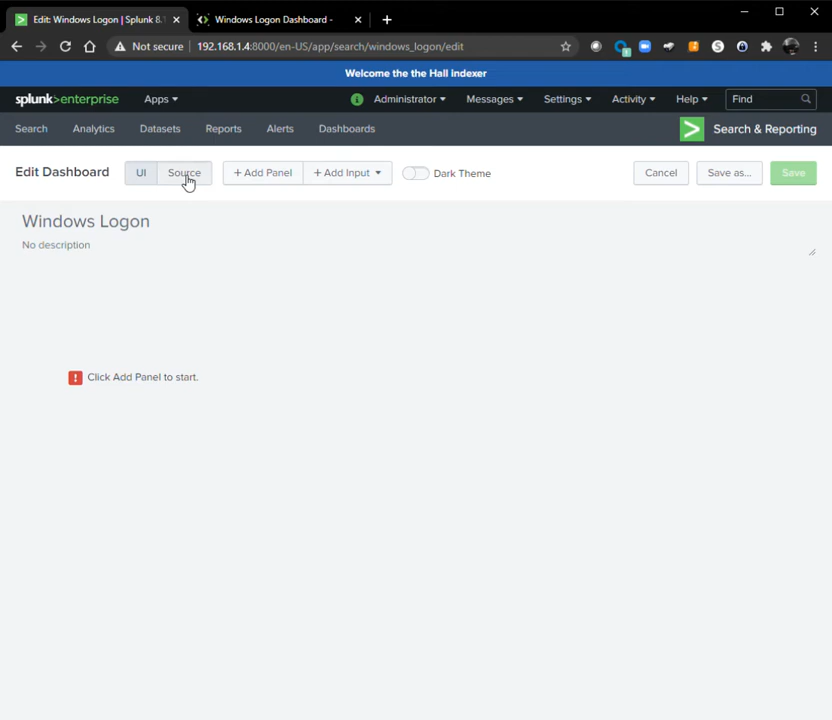 Edit: Windows Logon | Splunk 8.1
Windows Logon Dashboard -
Not secure
192.168.1.4:8000/en-US/app/search/windows_logon/edit
Welcome the the Hall Indexer
splunk>enterprise
Apps
Administrator
Messages
Settings
Activity
Help
Find
Search
Analytics
Datasets
Reports
Alerts
Dashboards
Search & Reporting
Edit Dashboard
UI
Source
+ Add Panel
+ Add Input
Dark Theme
Cancel
Save as...
Save
Windows Logon
No description
Click Add Panel to start.